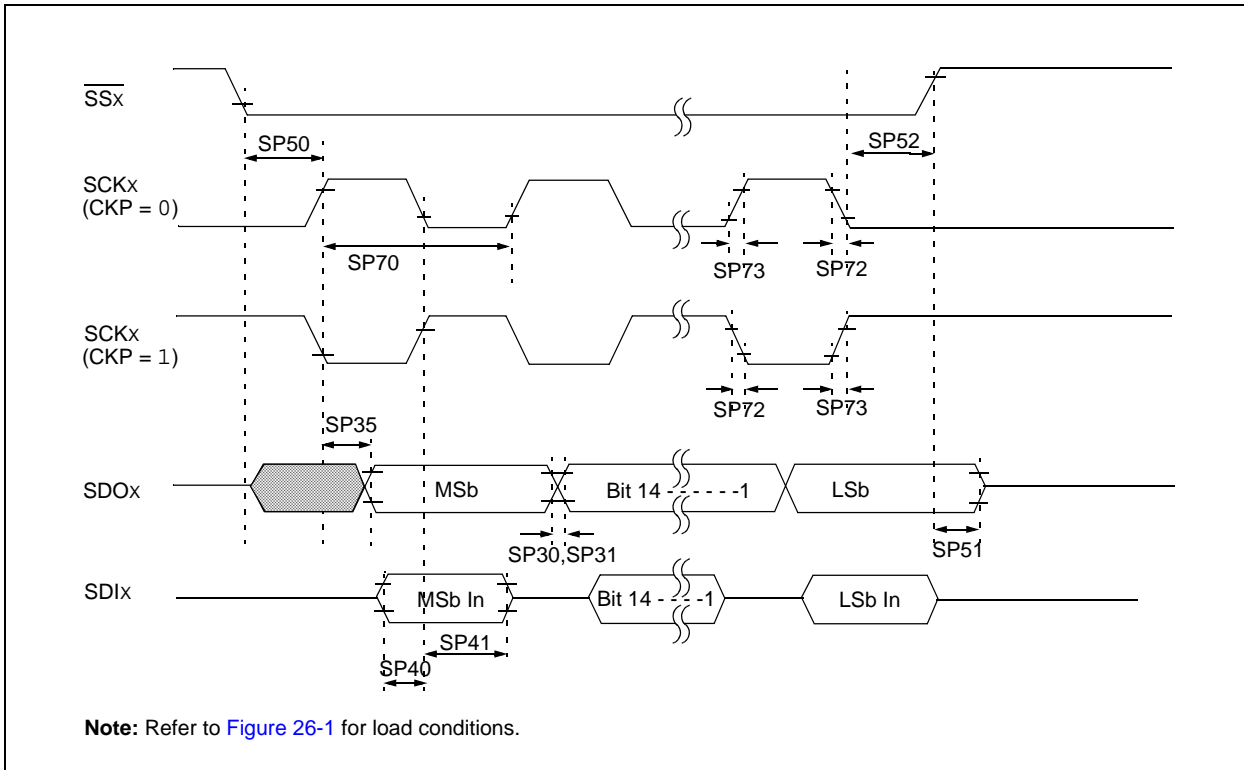 SSX
SP50
SP52
SCKX
(CKP = 0)
SP70
SP73
SP72
SCKX
(CKP = 1)
SP72
SP73
SP35
SDOX
MSb
Bit 14 - - - - - -1
LSb
SP30,SP31
SP51
SDIX
MSb In
Bit 14 - - - -1
LSb In
SP41
SP40
Note: Refer to Figure 26-1 for load conditions.